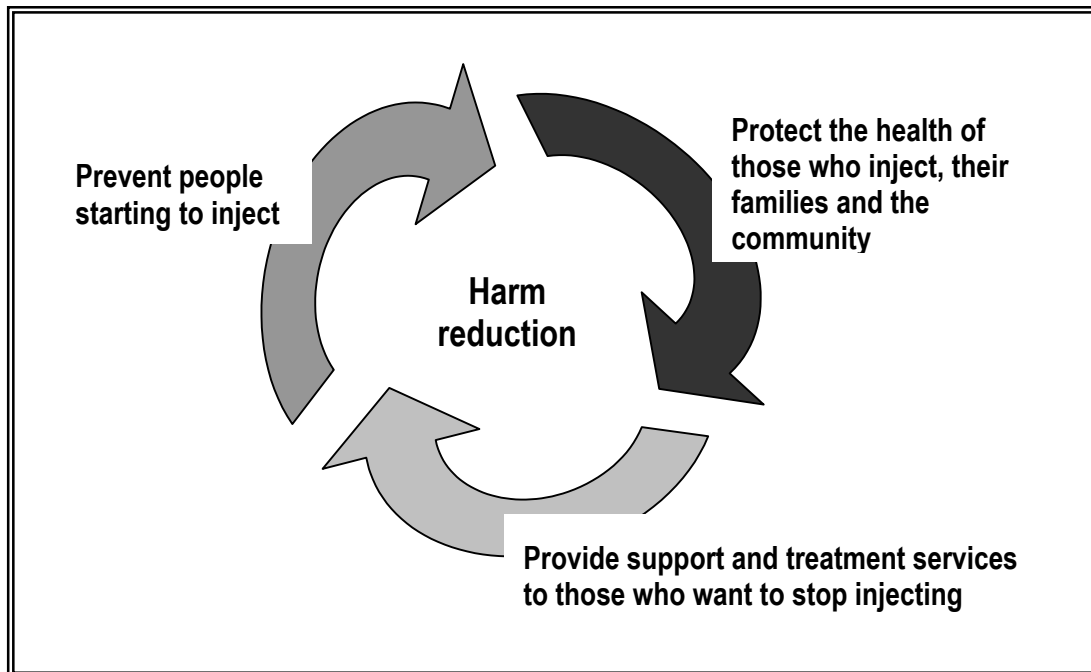 Prevent people
starting to inject
Protect the health of
those who inject, their
families and the
community
Harm
reduction
Provide support and treatment services
to those who want to stop injecting